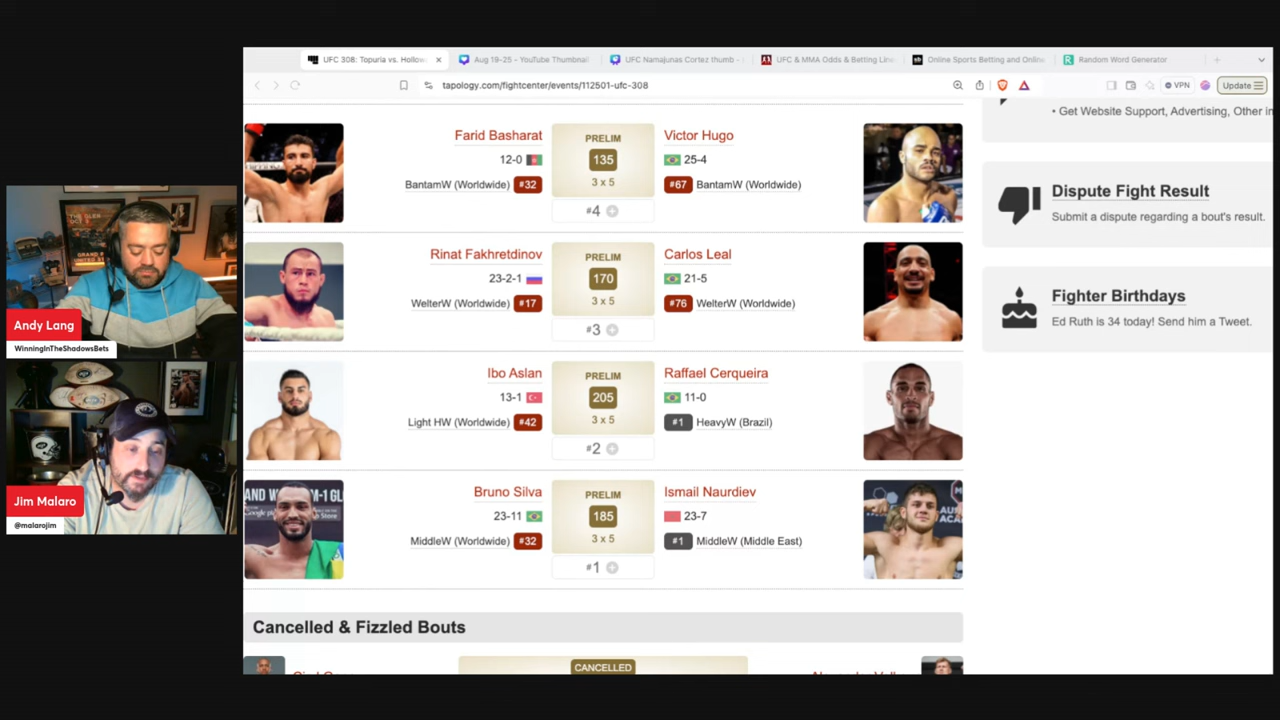 UFC 308: Topuria vs. Hollow
Aug 19-25 - YouTube Thumbnail
UFC Namajunas Cortez thumb -
UFC & MMA Odds & Betting Line
Online Sports Betting and Online
Random Word Generator
tapology.com/fightcenter/events/112501-ufc-308
VPN
Update
• Get Website Support, Advertising, Other in
Farid Basharat
12-0
BantamW (Worldwide) #32
PRELIM
135
3 x 5
#4
Victor Hugo
25-4
#67 BantamW (Worldwide)
Dispute Fight Result
Submit a dispute regarding a bout's result.
Rinat Fakhretdinov
23-2-1
WelterW (Worldwide) #17
PRELIM
170
3 x 5
#3
Carlos Leal
21-5
#76 WelterW (Worldwide)
Fighter Birthdays
Ed Ruth is 34 today! Send him a Tweet.
Andy Lang
WinningInTheShadowsBets
Ibo Aslan
13-1
Light HW (Worldwide) #42
PRELIM
205
3 x 5
#2
Raffael Cerqueira
11-0
#1 HeavyW (Brazil)
Jim Malaro
@malarojim
Bruno Silva
23-11
MiddleW (Worldwide) #32
PRELIM
185
3 x 5
#1
Ismail Naurdiev
23-7
#1 MiddleW (Middle East)
Cancelled & Fizzled Bouts
CANCELLED